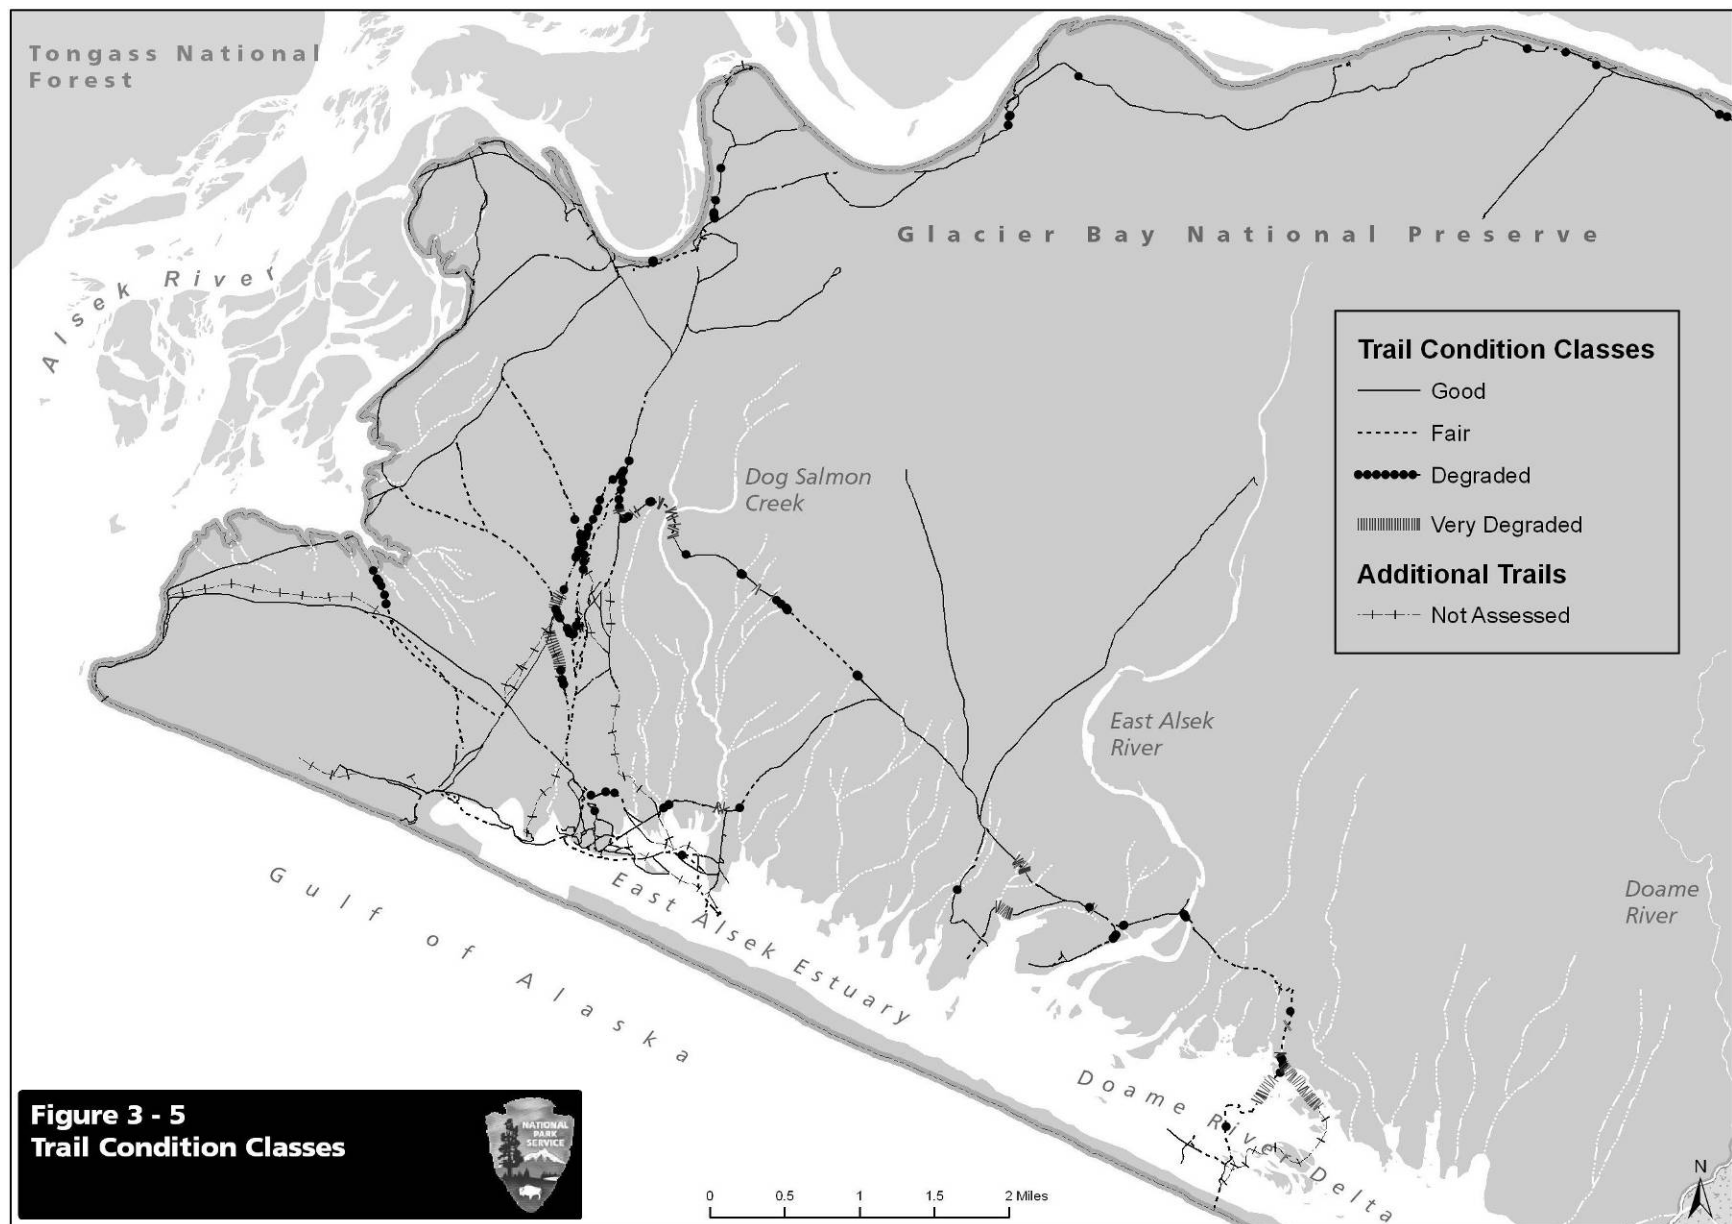 Tongass National
Forest
Alsek River
Glacier Bay National Preserve
Trail Condition Classes
Good
Fair
Degraded
Very Degraded
Additional Trails
Not Assessed
Dog Salmon
Creek
East Alsek
River
Doame
River
Gulf of Alaska
East Alsek Estuary
Doame River Delta
Figure 3 - 5
Trail Condition Classes
NATIONAL
PARK
SERVICE
0 0.5 1 1.5 2 Miles
N